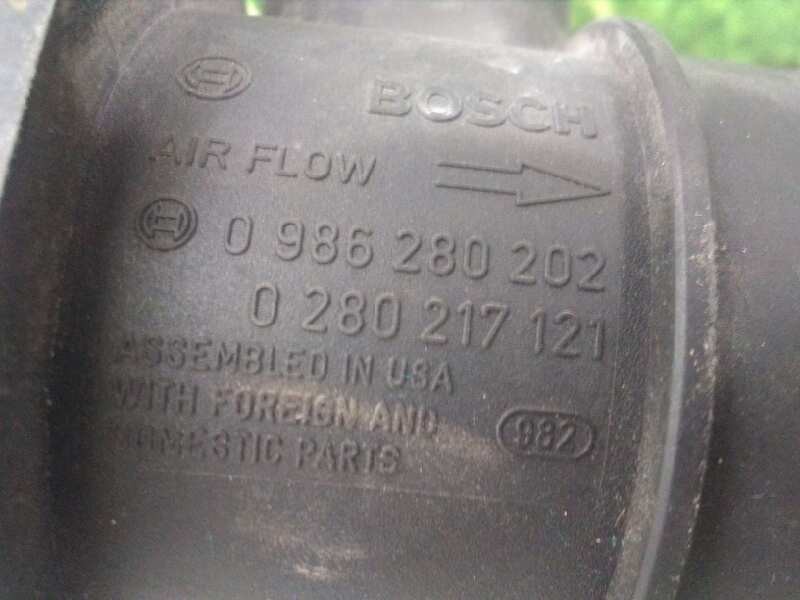 BOSCH
AIR FLOW
0 986 280 202
0 280 217 121
ASSEMBLED IN USA
WITH FOREIGN AND
DOMESTIC PARTS
982